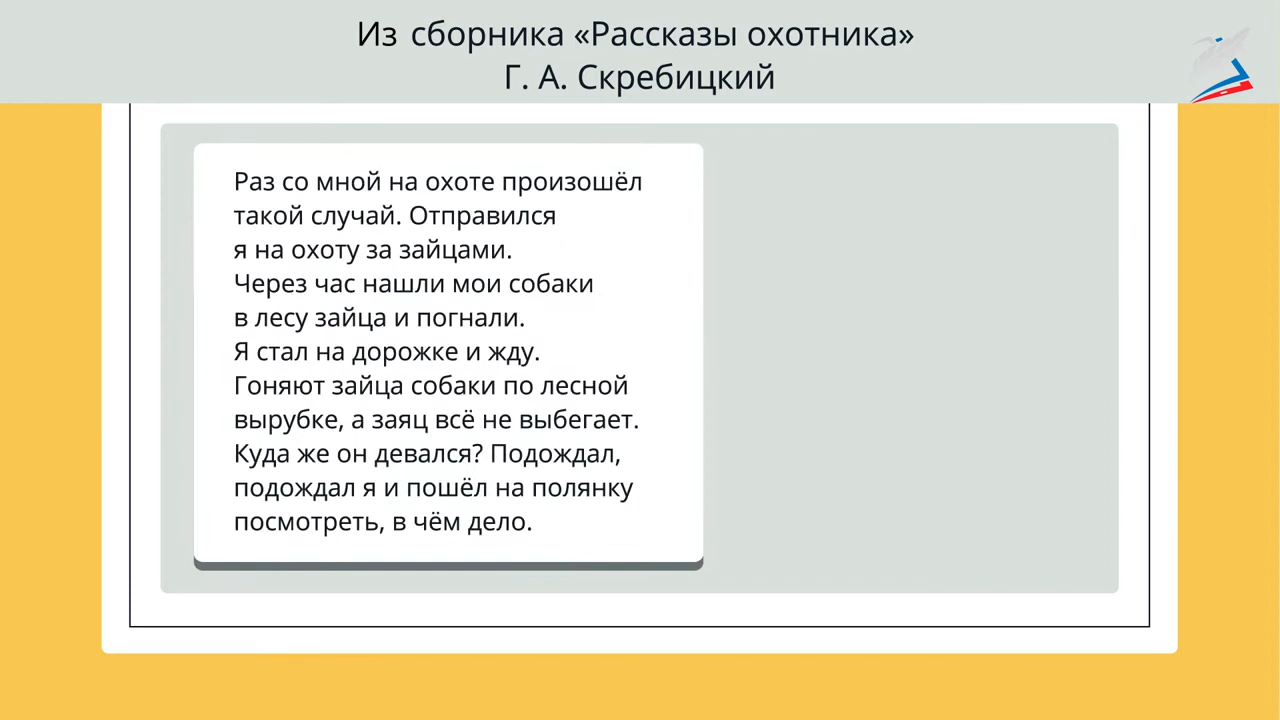 Из сборника «Рассказы охотника»
Г. А. Скребицкий
Раз со мной на охоте произошёл
такой случай. Отправился
я на охоту за зайцами.
Через час нашли мои собаки
в лесу зайца и погнали.
Я стал на дорожке и жду.
Гоняют зайца собаки по лесной
вырубке, а заяц всё не выбегает.
Куда же он девался? Подождал,
подождал я и пошёл на полянку
посмотреть, в чём дело.